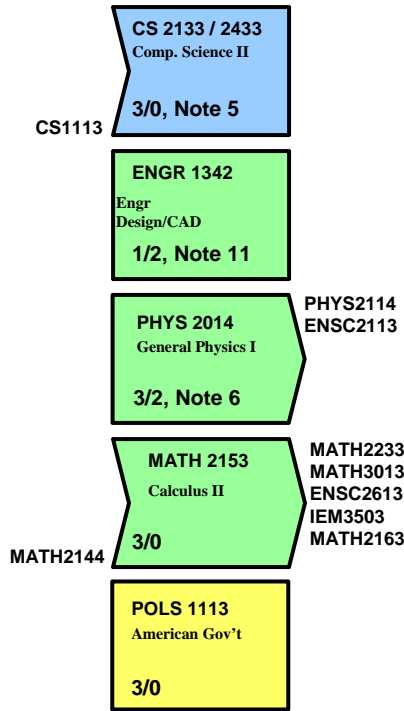 CS 2133 / 2433
Comp. Science II
3/0, Note 5
CS1113
ENGR 1342
Engr
Design/CAD
1/2, Note 11
PHYS 2014
General Physics I
3/2, Note 6
PHYS2114
ENSC2113
MATH 2153
Calculus II
3/0
MATH2233
MATH3013
ENSC2613
IEM3503
MATH2163
MATH2144
POLS 1113
American Gov't
3/0